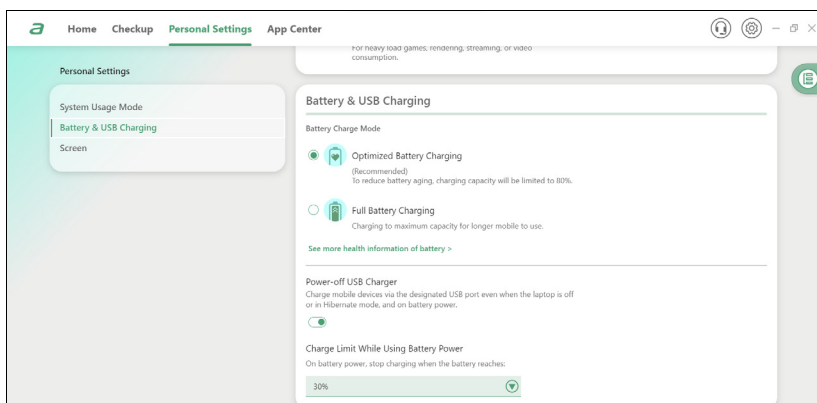 a Home Checkup Personal Settings App Center
For heavy load games, rendering, streaming, or video
consumption.
Personal Settings
System Usage Mode
Battery & USB Charging
Screen
Battery & USB Charging
Battery Charge Mode
Optimized Battery Charging
(Recommended)
To reduce battery aging, charging capacity will be limited to 80%.
Full Battery Charging
Charging to maximum capacity for longer mobile to use.
See more health information of battery >
Power-off USB Charger
Charge mobile devices via the designated USB port even when the laptop is off
or in Hibernate mode, and on battery power.
Charge Limit While Using Battery Power
On battery power, stop charging when the battery reaches:
30%